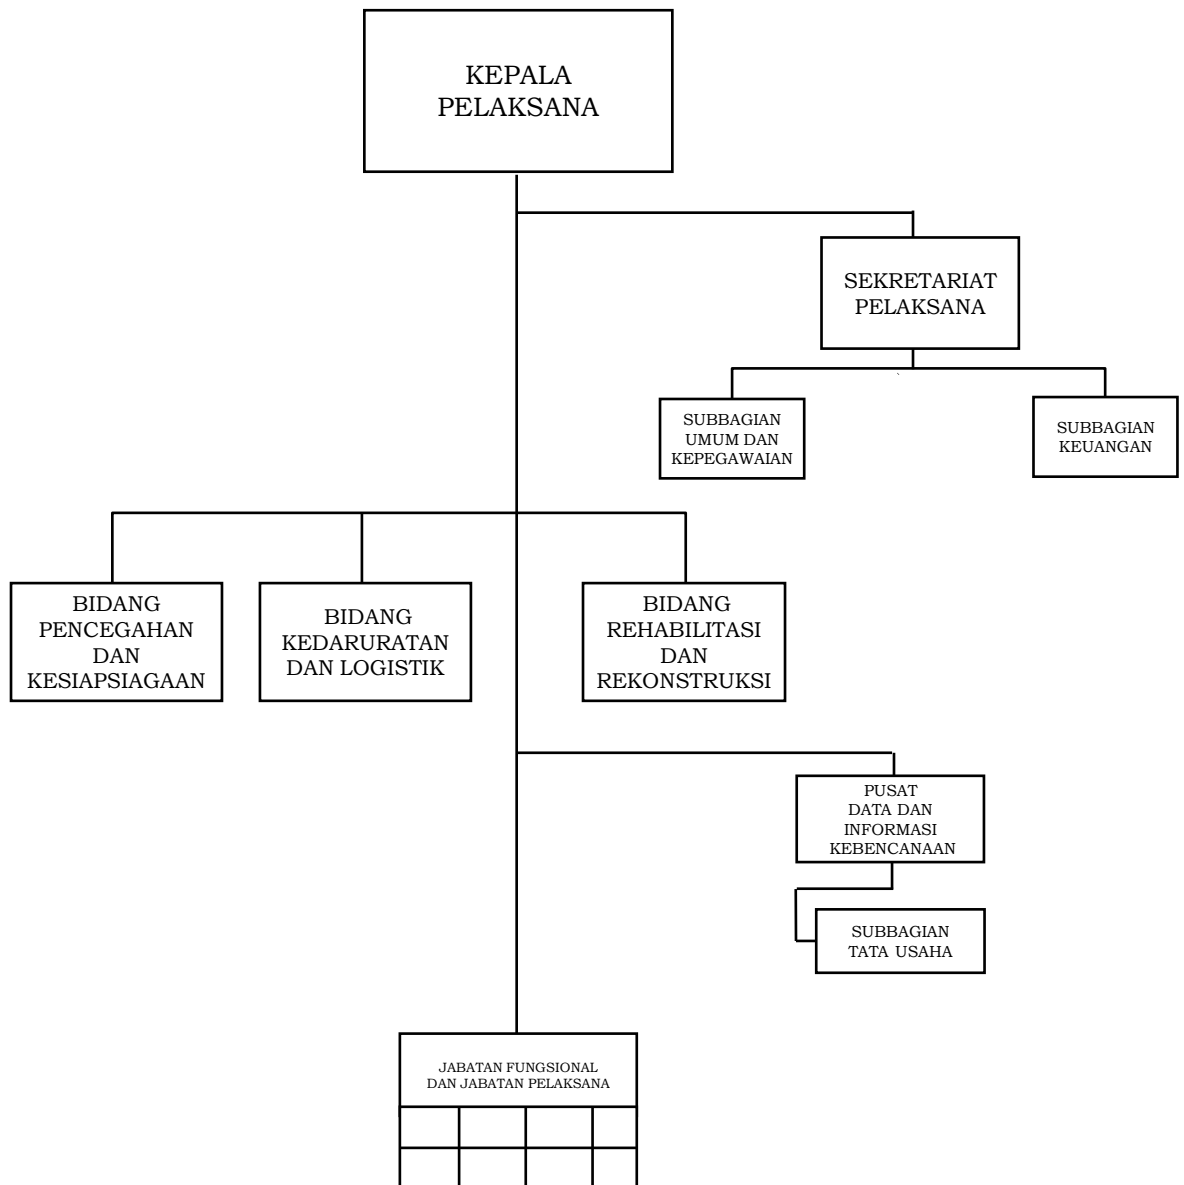 KEPALA
PELAKSANA
SEKRETARIAT
PELAKSANA
SUBBAGIAN
UMUM DAN
KEPEGAWAIAN
SUBBAGIAN
KEUANGAN
BIDANG
PENCEGAHAN
DAN
KESIAPSIAGAAN
BIDANG
KEDARURATAN
DAN LOGISTIK
BIDANG
REHABILITASI
DAN
REKONSTRUKSI
PUSAT
DATA DAN
INFORMASI
KEBENCANAAN
SUBBAGIAN
TATA USAHA
JABATAN FUNGSIONAL
DAN JABATAN PELAKSANA